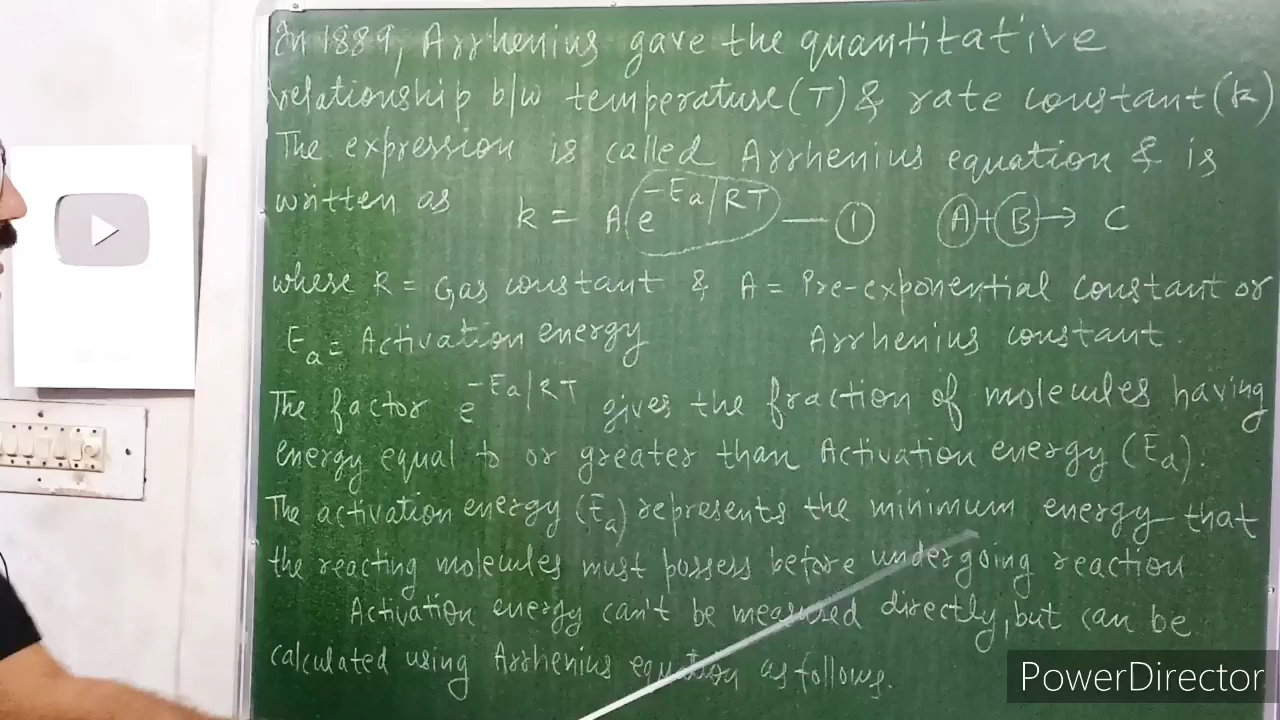 In 1889, Arrhenius gave the quantitative
relationship b/w temperature (T) & rate constant (k)
The expression is called Arrhenius equation & is
written as k = A e^-Ea/RT — ① A + B → C
where R = Gas constant & A = Pre-exponential constant or
Ea = Activation energy Arrhenius constant.
The factor e^-Ea/RT gives the fraction of molecules having
energy equal to or greater than Activation energy (Ea).
The activation energy (Ea) represents the minimum energy that
the reacting molecules must possess before undergoing reaction
Activation energy can't be measured directly, but can be
calculated using Arrhenius equation as follows.
PowerDirector